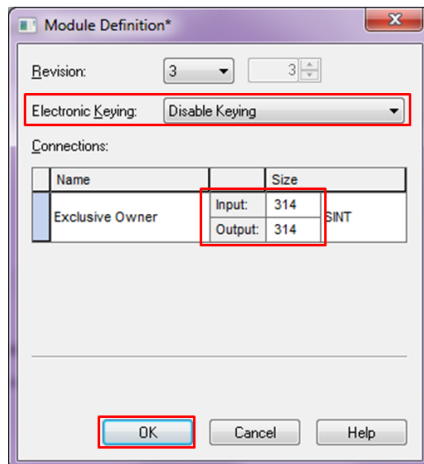 Module Definition*
x
Revision: 3 3
Electronic Keying: Disable Keying
Connections:
Name Size
Exclusive Owner Input: 314 SINT
Output: 314
OK Cancel Help